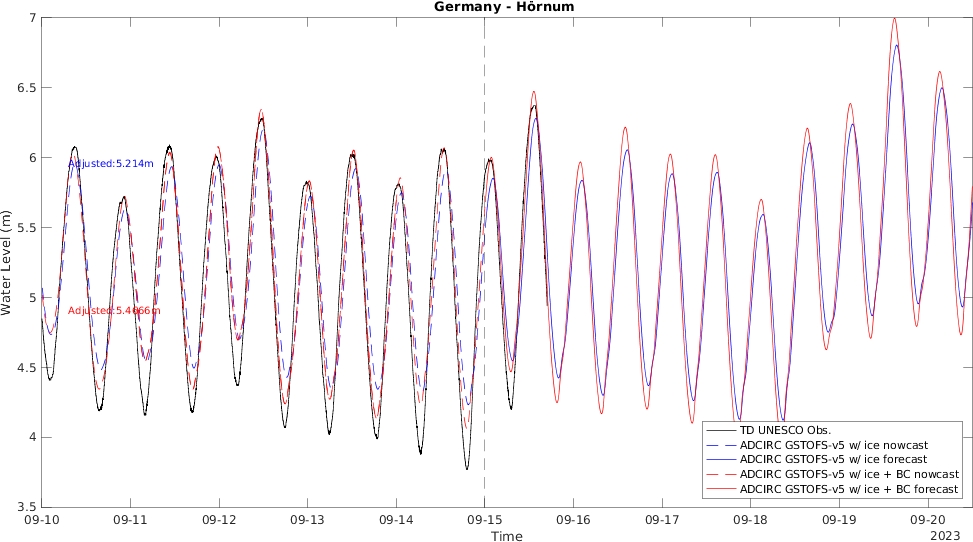 Germany - Hörnum
7
6.5
6
5.5
5
4.5
4
3.5
Water Level (m)
Adjusted:5.214m
Adjusted:5.4666m
TD UNESCO Obs.
ADCIRC GSTOFS-v5 w/ ice nowcast
ADCIRC GSTOFS-v5 w/ ice forecast
ADCIRC GSTOFS-v5 w/ ice + BC nowcast
ADCIRC GSTOFS-v5 w/ ice + BC forecast
09-10 09-11 09-12 09-13 09-14 09-15 09-16 09-17 09-18 09-19 09-20
Time
2023